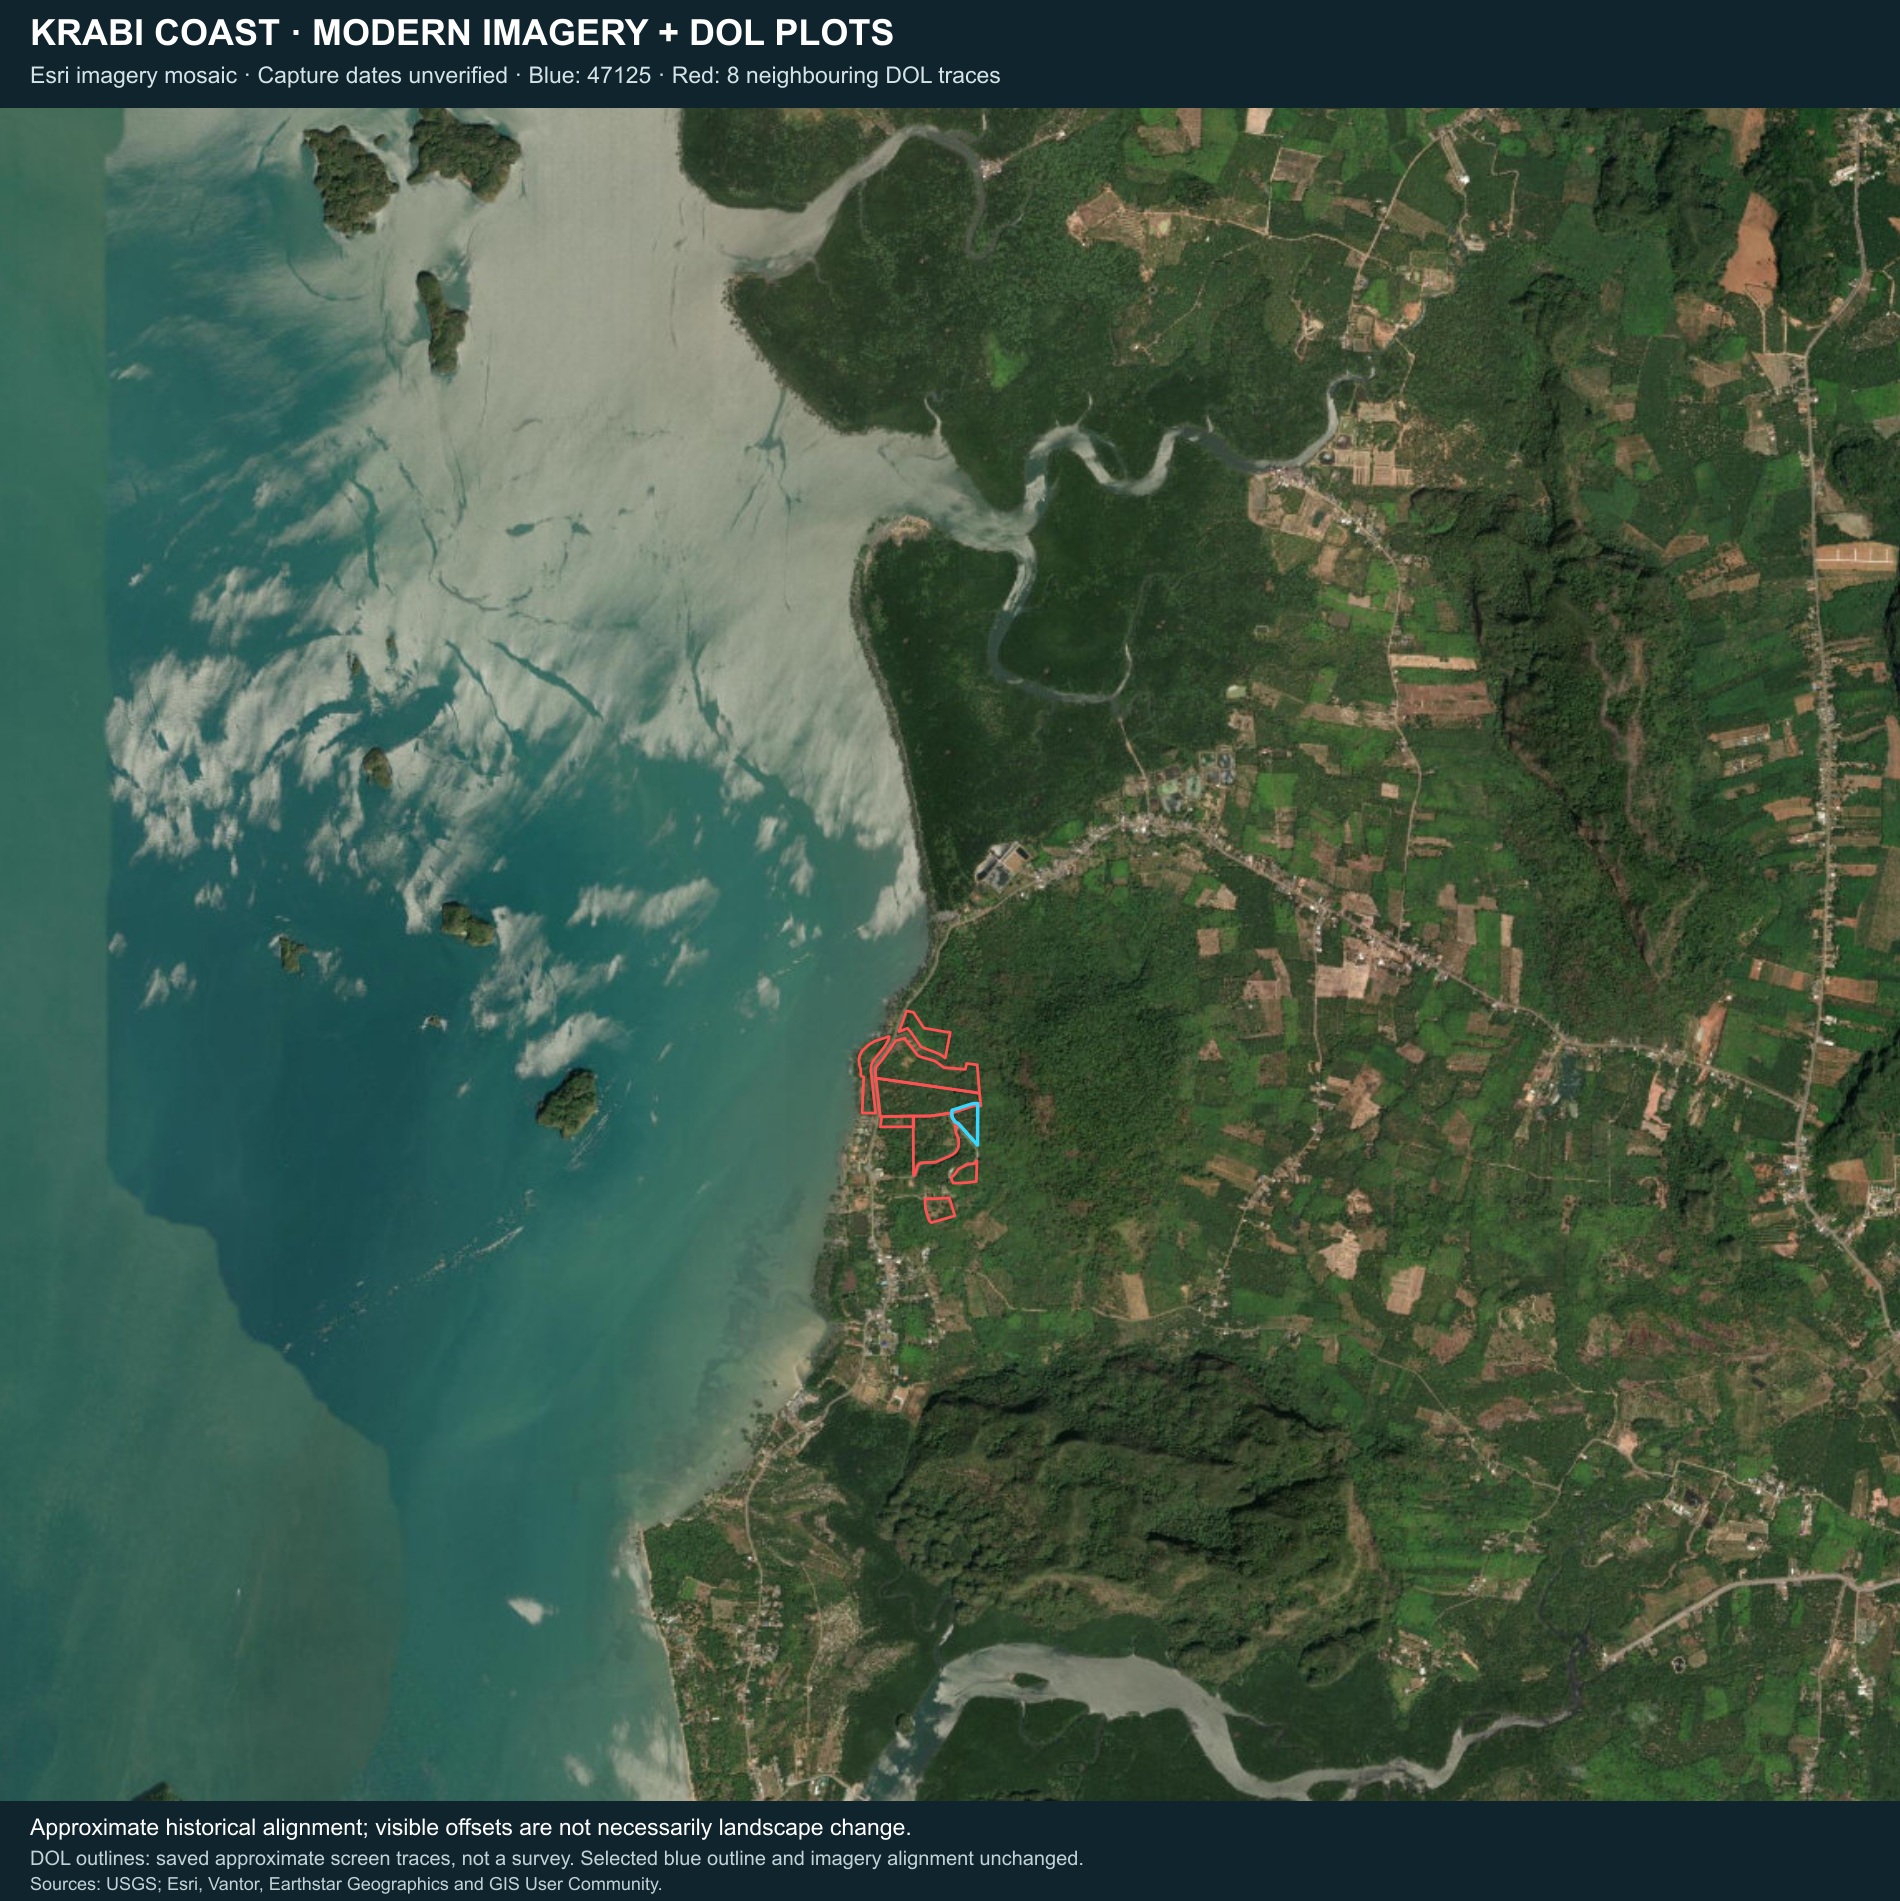 KRABI COAST · MODERN IMAGERY + DOL PLOTS
Esri imagery mosaic · Capture dates unverified · Blue: 47125 · Red: 8 neighbouring DOL traces
Approximate historical alignment; visible offsets are not necessarily landscape change.
DOL outlines: saved approximate screen traces, not a survey. Selected blue outline and imagery alignment unchanged.
Sources: USGS; Esri, Vantor, Earthstar Geographics and GIS User Community.